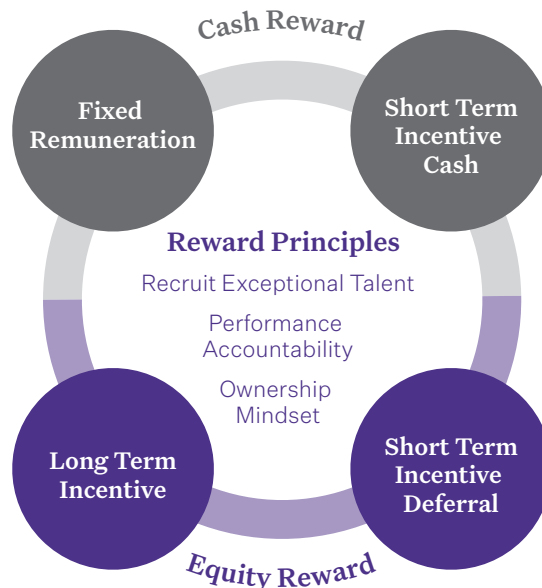 Cash Reward
Fixed
Remuneration
Short Term
Incentive
Cash
Reward Principles
Recruit Exceptional Talent
Performance
Accountability
Ownership
Mindset
Long Term
Incentive
Short Term
Incentive
Deferral
Equity Reward